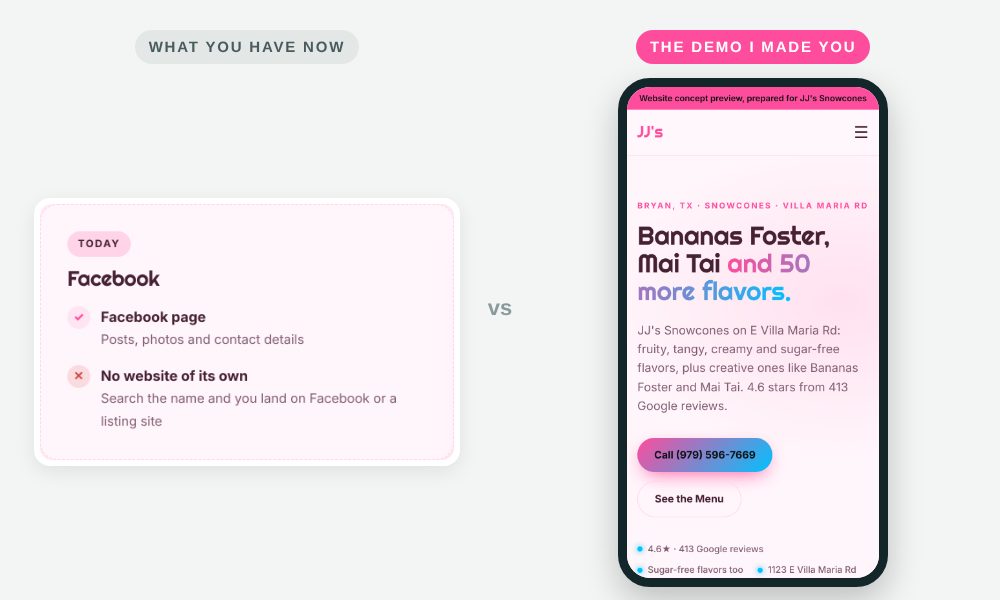 WHAT YOU HAVE NOW
TODAY
Facebook
Facebook page
Posts, photos and contact details
No website of its own
Search the name and you land on Facebook or a
listing site
vs
THE DEMO I MADE YOU
Website concept preview, prepared for JJ's Snowcones
JJ's
BRYAN, TX · SNOWCONES · VILLA MARIA RD
Bananas Foster,
Mai Tai and 50
more flavors.
JJ's Snowcones on E Villa Maria Rd:
fruity, tangy, creamy and sugar-free
flavors, plus creative ones like Bananas
Foster and Mai Tai. 4.6 stars from 413
Google reviews.
Call (979) 596-7669
See the Menu
4.6★ · 413 Google reviews
Sugar-free flavors too 1123 E Villa Maria Rd